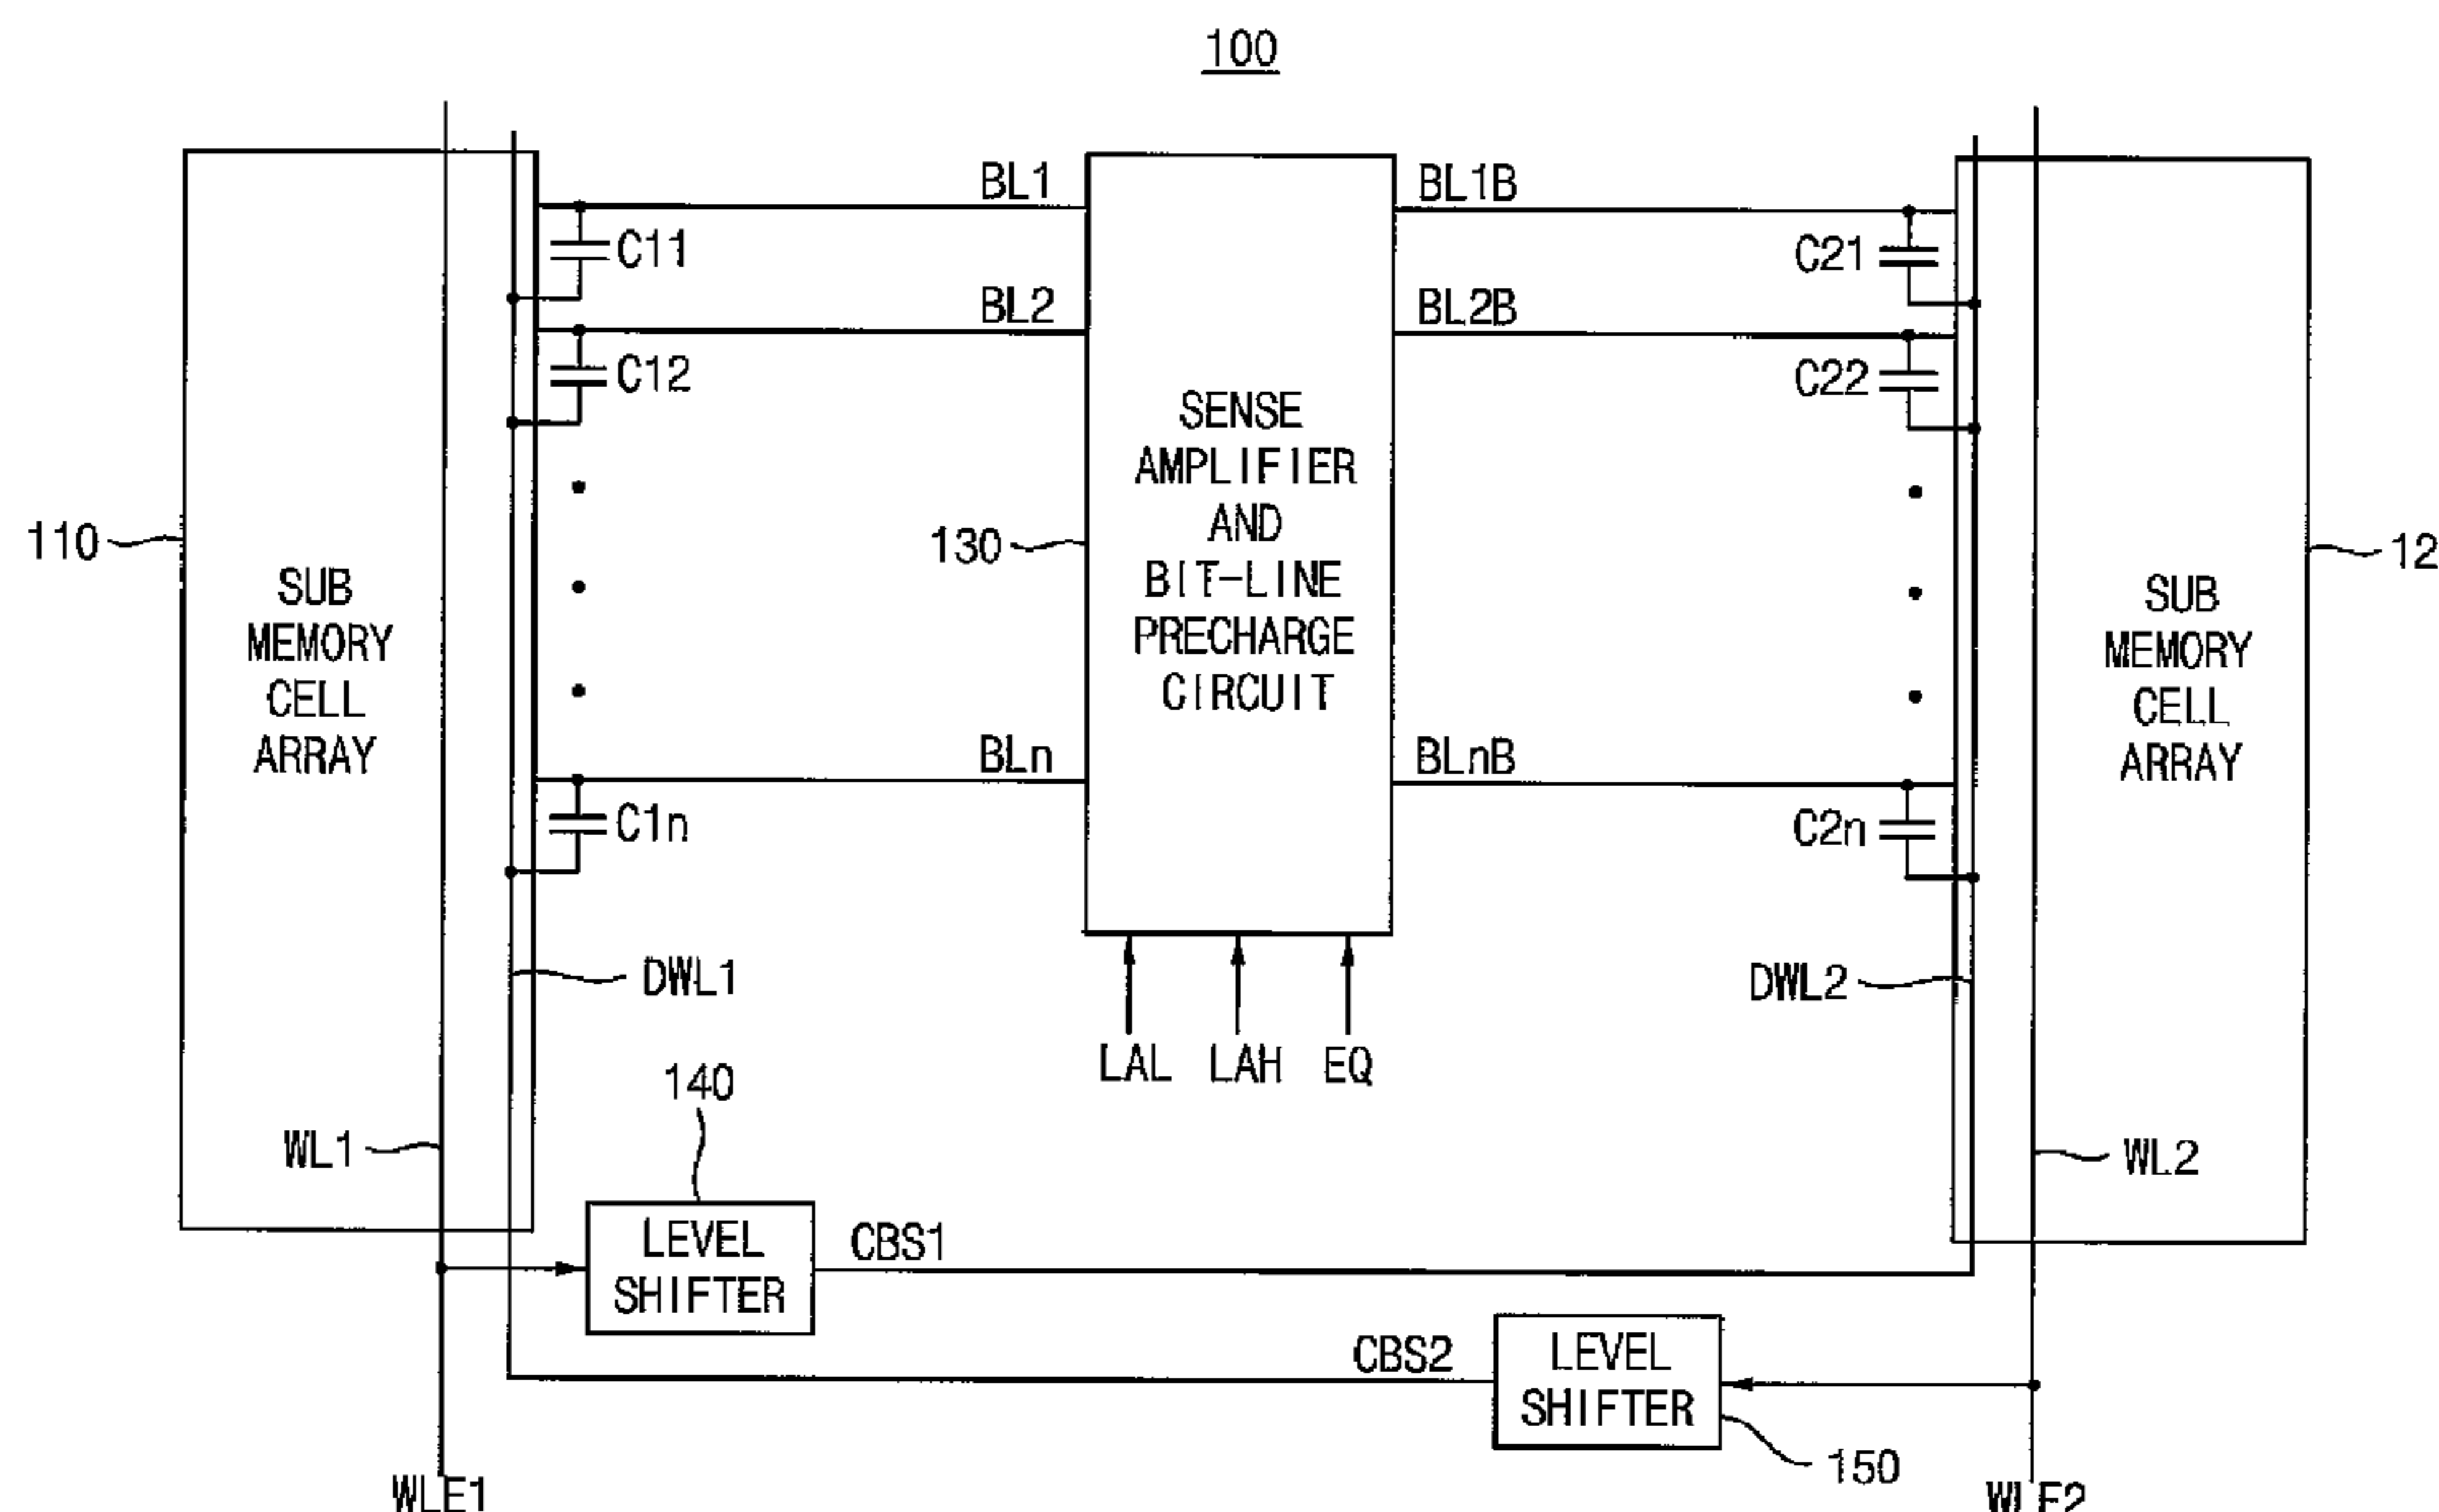 100
BL1
BL1B
C11
C21
BL2
BL2B
C12
C22
SENSE
AMPLIFIER
AND
BIT-LINE
PRECHARGE
CIRCUIT
110
130
12
SUB
MEMORY
CELL
ARRAY
SUB
MEMORY
CELL
ARRAY
BLn
BLnB
C1n
C2n
DWL1
DWL2
LAL
LAH
EQ
140
WL1
WL2
LEVEL
SHIFTER
CBS1
CBS2
LEVEL
SHIFTER
150
WLE1
WLE2